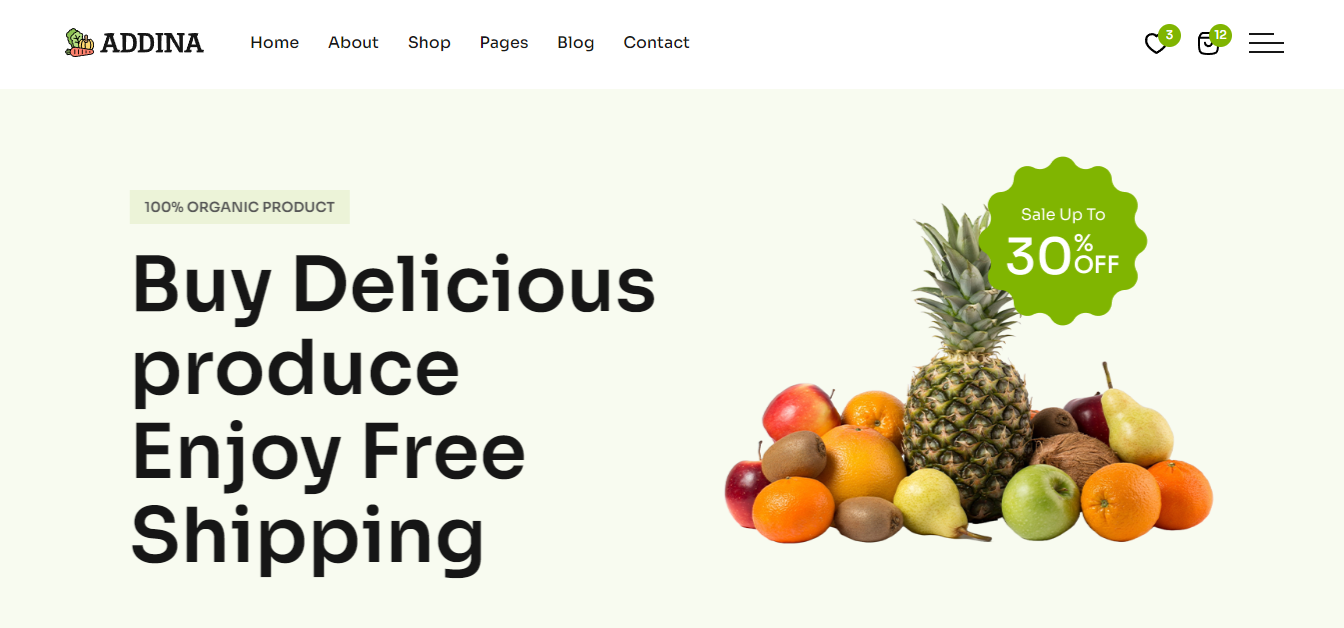 ADDINA
Home About Shop Pages Blog Contact
3
12
100% ORGANIC PRODUCT
Buy Delicious
produce
Enjoy Free
Shipping
Sale Up To
30%
OFF